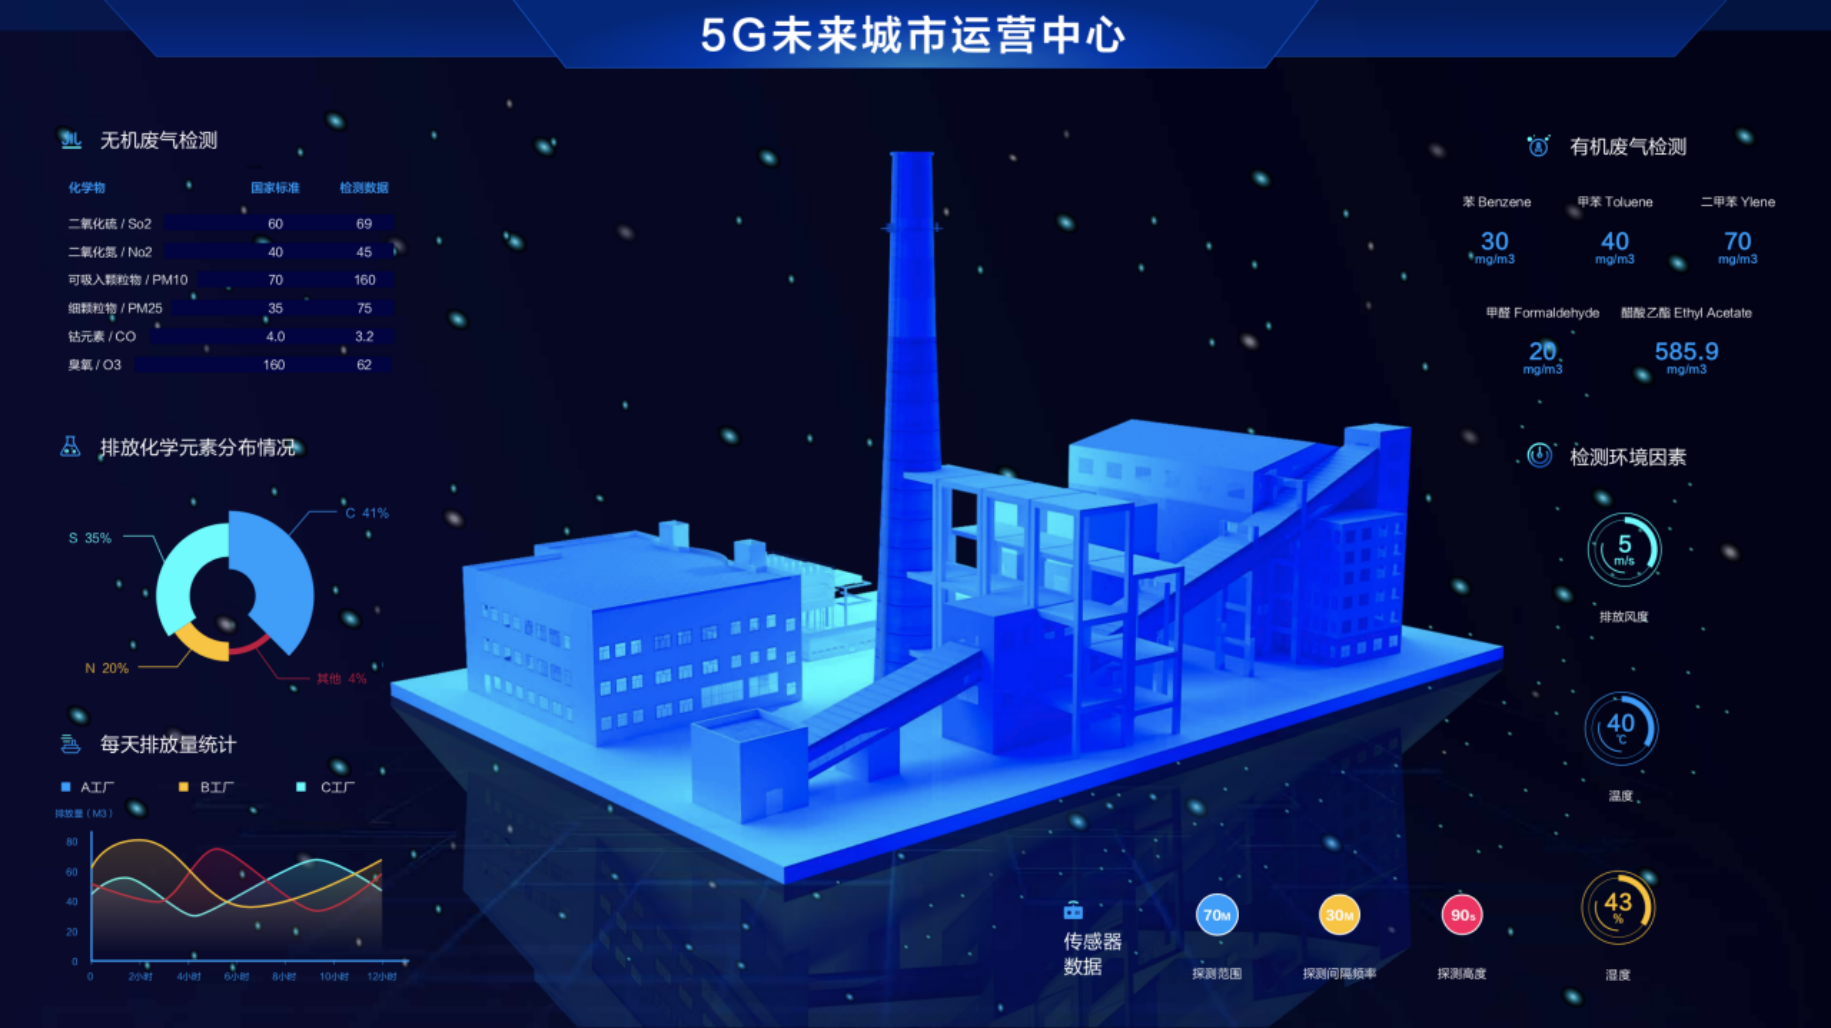 5G未来城市运营中心
无机废气检测
化学物 国家标准 检测数据
二氧化硫 / So2 60 69
二氧化氮 / No2 40 45
可吸入颗粒物 / PM10 70 160
细颗粒物 / PM25 35 75
钴元素 / CO 4.0 3.2
臭氧 / O3 160 62
排放化学元素分布情况
C 41%
S 35%
N 20%
其他 4%
每天排放量统计
A工厂 B工厂 C工厂
排放量（M3）
80
60
40
20
0
0 2小时 4小时 6小时 8小时 10小时 12小时
有机废气检测
苯 Benzene 甲苯 Toluene 二甲苯 Ylene
30 40 70
mg/m3 mg/m3 mg/m3
甲醛 Formaldehyde 醋酸乙酯 Ethyl Acetate
20 585.9
mg/m3 mg/m3
检测环境因素
5
m/s
排放风度
40
℃
温度
43
%
湿度
传感器
数据
70M 30M 90s
探测范围 探测间隔频率 探测高度